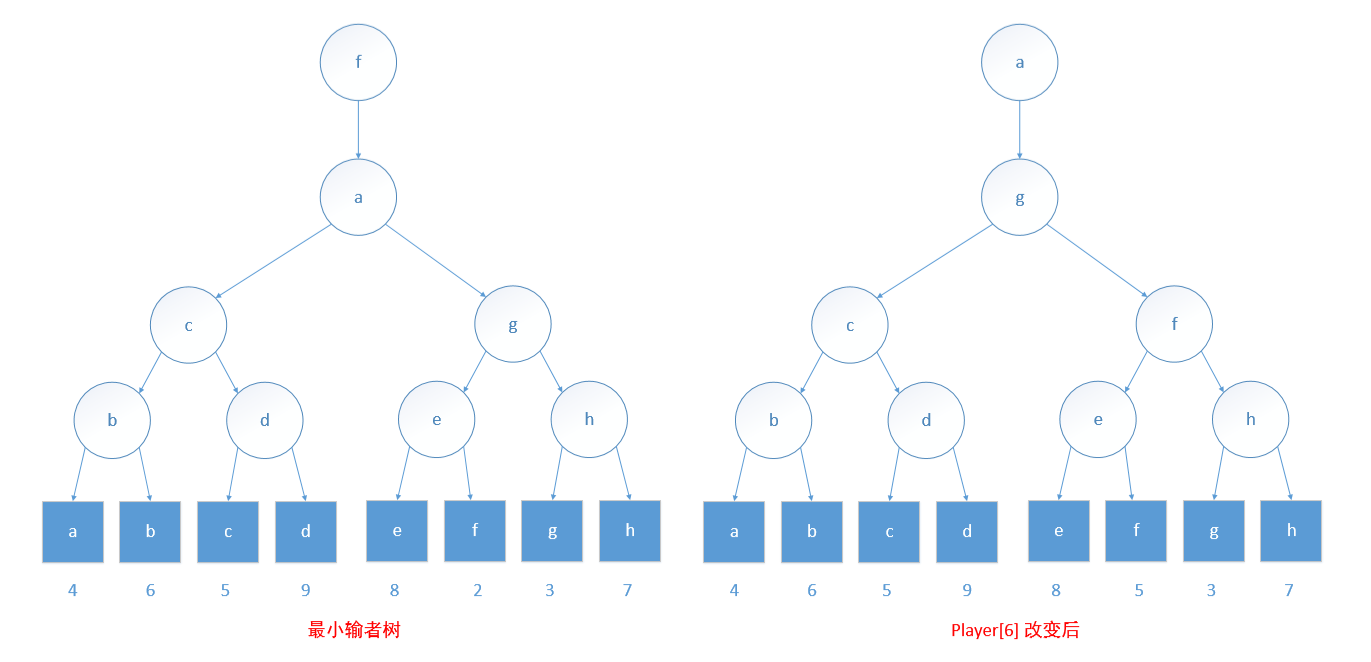 f
a
c g
b d e h
a b c d e f g h
4 6 5 9 8 2 3 7
最小输者树
a
g
c f
b d e h
a b c d e f g h
4 6 5 9 8 5 3 7
Player[6] 改变后